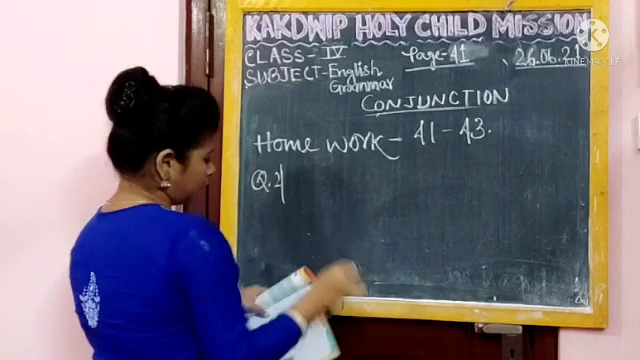 KAKDWIP HOLY CHILD MISSION
CLASS - IV Page - 41 26.06.21
SUBJECT - English
Grammar
CONJUNCTION
Home work - 41 - 43.
Q.2
KINEMASTER